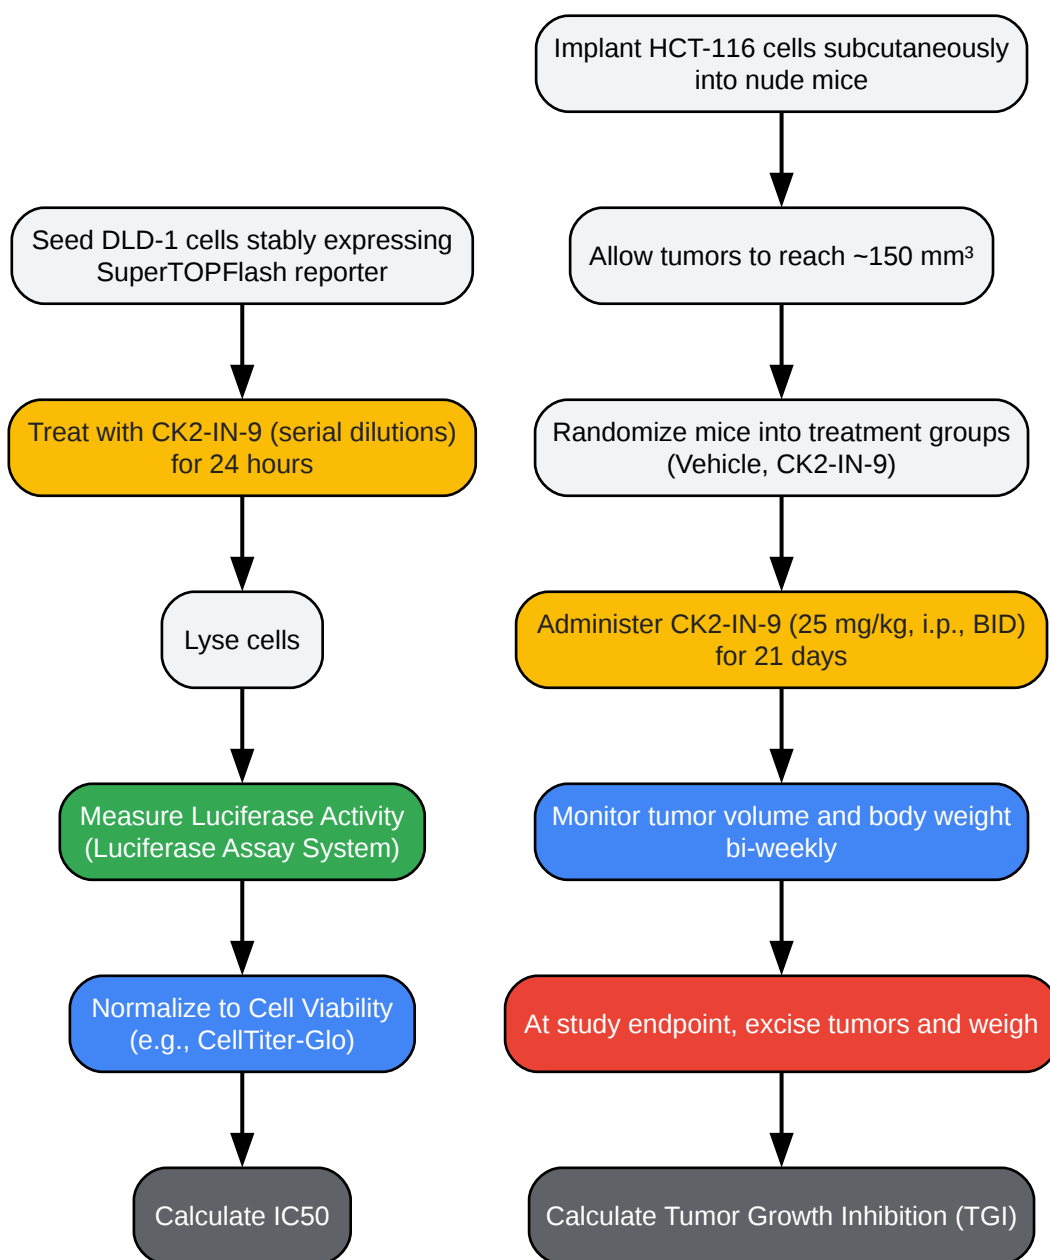 Seed DLD-1 cells stably expressing
SuperTOPFlash reporter
Treat with CK2-IN-9 (serial dilutions)
for 24 hours
Lyse cells
Measure Luciferase Activity
(Luciferase Assay System)
Normalize to Cell Viability
(e.g., CellTiter-Glo)
Calculate IC50
Implant HCT-116 cells subcutaneously
into nude mice
Allow tumors to reach ~150 mm³
Randomize mice into treatment groups
(Vehicle, CK2-IN-9)
Administer CK2-IN-9 (25 mg/kg, i.p., BID)
for 21 days
Monitor tumor volume and body weight
bi-weekly
At study endpoint, excise tumors and weigh
Calculate Tumor Growth Inhibition (TGI)